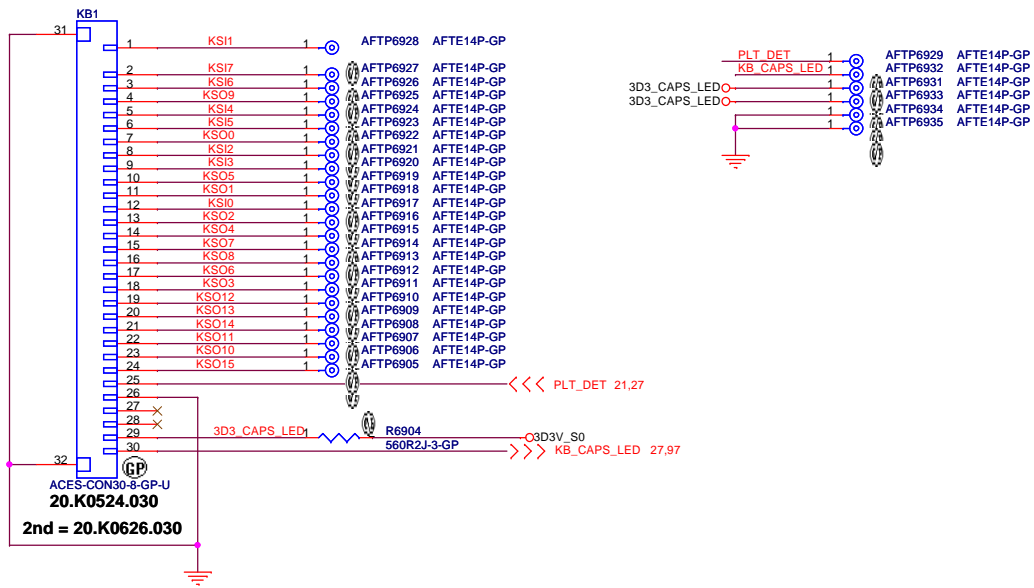 KB1
31
1 KSI1 1 AFTP6928 AFTE14P-GP
2 KSI7 1 AFTP6927 AFTE14P-GP
3 KSI6 1 AFTP6926 AFTE14P-GP
4 KSO9 1 AFTP6925 AFTE14P-GP
5 KSI4 1 AFTP6924 AFTE14P-GP
6 KSI5 1 AFTP6923 AFTE14P-GP
7 KSO0 1 AFTP6922 AFTE14P-GP
8 KSI2 1 AFTP6921 AFTE14P-GP
9 KSI3 1 AFTP6920 AFTE14P-GP
10 KSO5 1 AFTP6919 AFTE14P-GP
11 KSO1 1 AFTP6918 AFTE14P-GP
12 KSI0 1 AFTP6917 AFTE14P-GP
13 KSO2 1 AFTP6916 AFTE14P-GP
14 KSO4 1 AFTP6915 AFTE14P-GP
15 KSO7 1 AFTP6914 AFTE14P-GP
16 KSO8 1 AFTP6913 AFTE14P-GP
17 KSO6 1 AFTP6912 AFTE14P-GP
18 KSO3 1 AFTP6911 AFTE14P-GP
19 KSO12 1 AFTP6910 AFTE14P-GP
20 KSO13 1 AFTP6909 AFTE14P-GP
21 KSO14 1 AFTP6908 AFTE14P-GP
22 KSO11 1 AFTP6907 AFTE14P-GP
23 KSO10 1 AFTP6906 AFTE14P-GP
24 KSO15 1 AFTP6905 AFTE14P-GP
25 PLT_DET 21,27
26
27
28
29 3D3_CAPS_LED 1 R6904 3D3V_S0
560R2J-3-GP
30 KB_CAPS_LED 27,97
32
GP
ACES-CON30-8-GP-U
20.K0524.030
2nd = 20.K0626.030
PLT_DET 1 AFTP6929 AFTE14P-GP
KB_CAPS_LED 1 AFTP6932 AFTE14P-GP
3D3_CAPS_LED 1 AFTP6931 AFTE14P-GP
3D3_CAPS_LED 1 AFTP6933 AFTE14P-GP
1 AFTP6934 AFTE14P-GP
1 AFTP6935 AFTE14P-GP